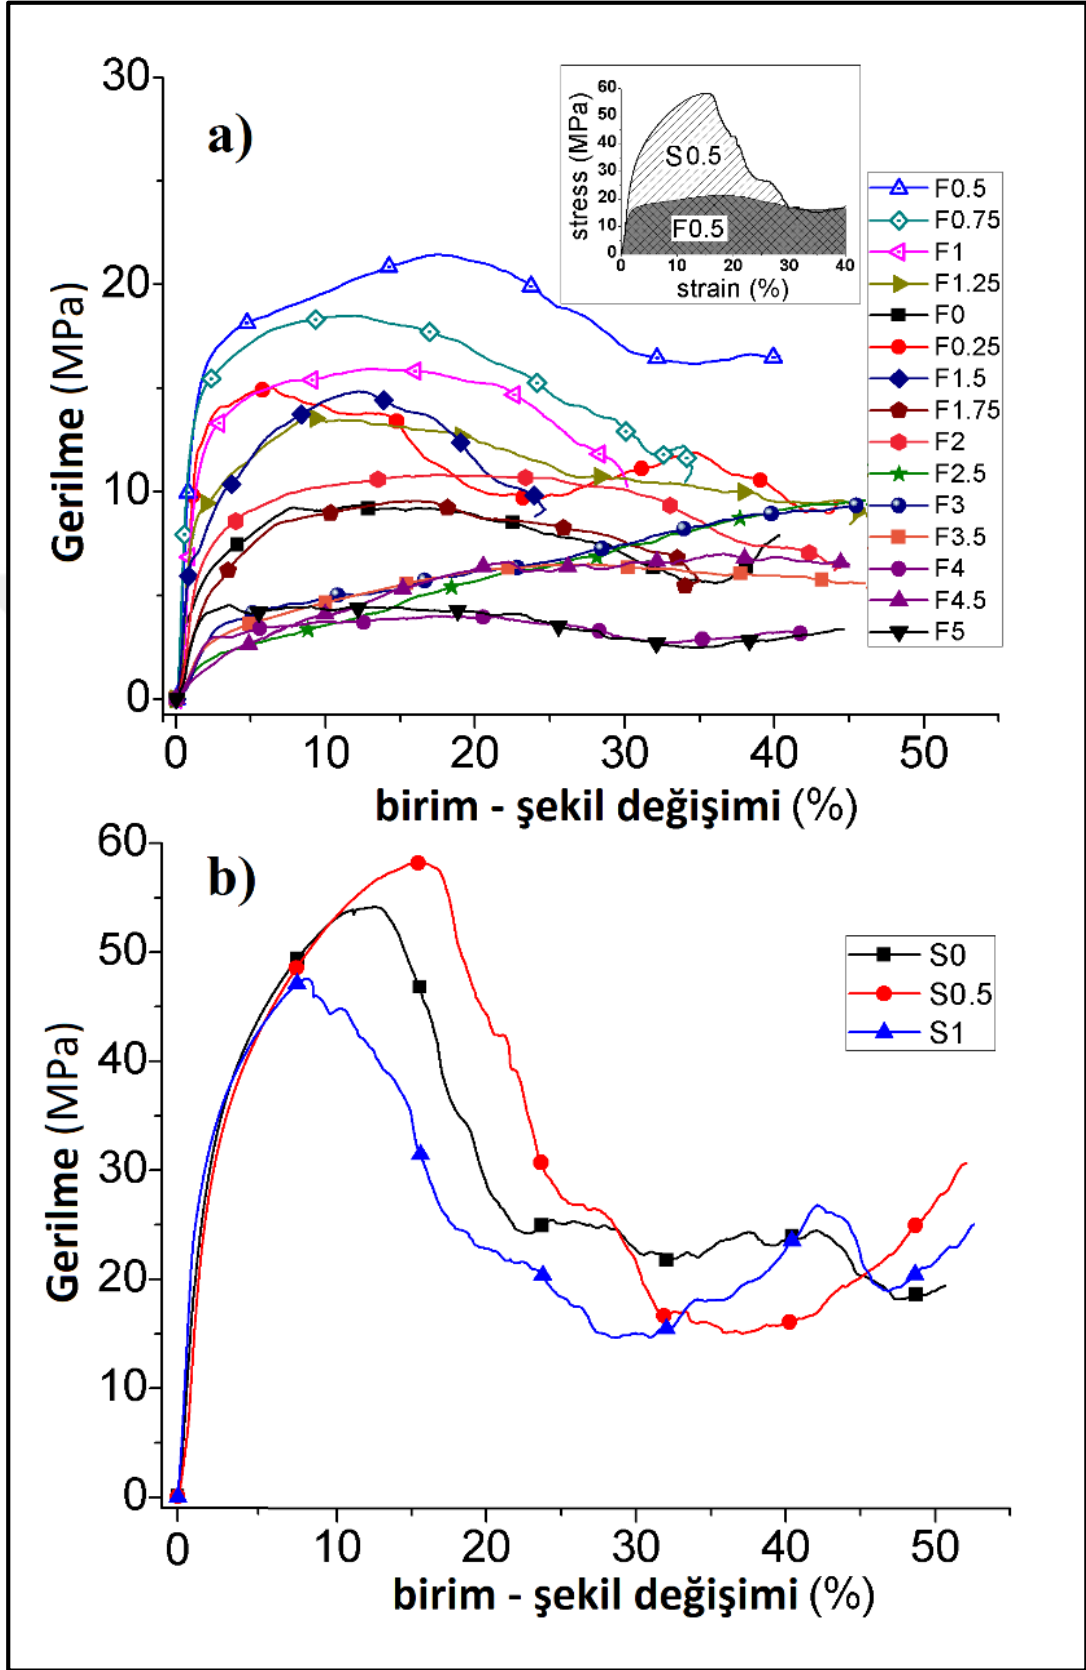 a)
30
20
10
0
Gerilme (MPa)
0 10 20 30 40 50
birim - şekil değişimi (%)
60
50
40
30
20
10
0
stress (MPa)
S0.5
F0.5
0 10 20 30 40
strain (%)
F0.5
F0.75
F1
F1.25
F0
F0.25
F1.5
F1.75
F2
F2.5
F3
F3.5
F4
F4.5
F5
b)
60
50
40
30
20
10
0
Gerilme (MPa)
S0
S0.5
S1
0 10 20 30 40 50
birim - şekil değişimi (%)